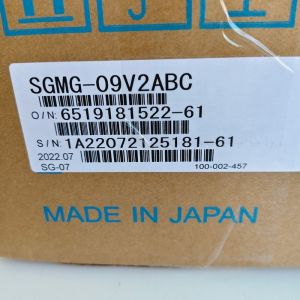 SGMG-09V2ABC
O/N: 6519181522-61
S/N: 1A22072125181-61
2022.07
SG-07
100-002-457
MADE IN JAPAN